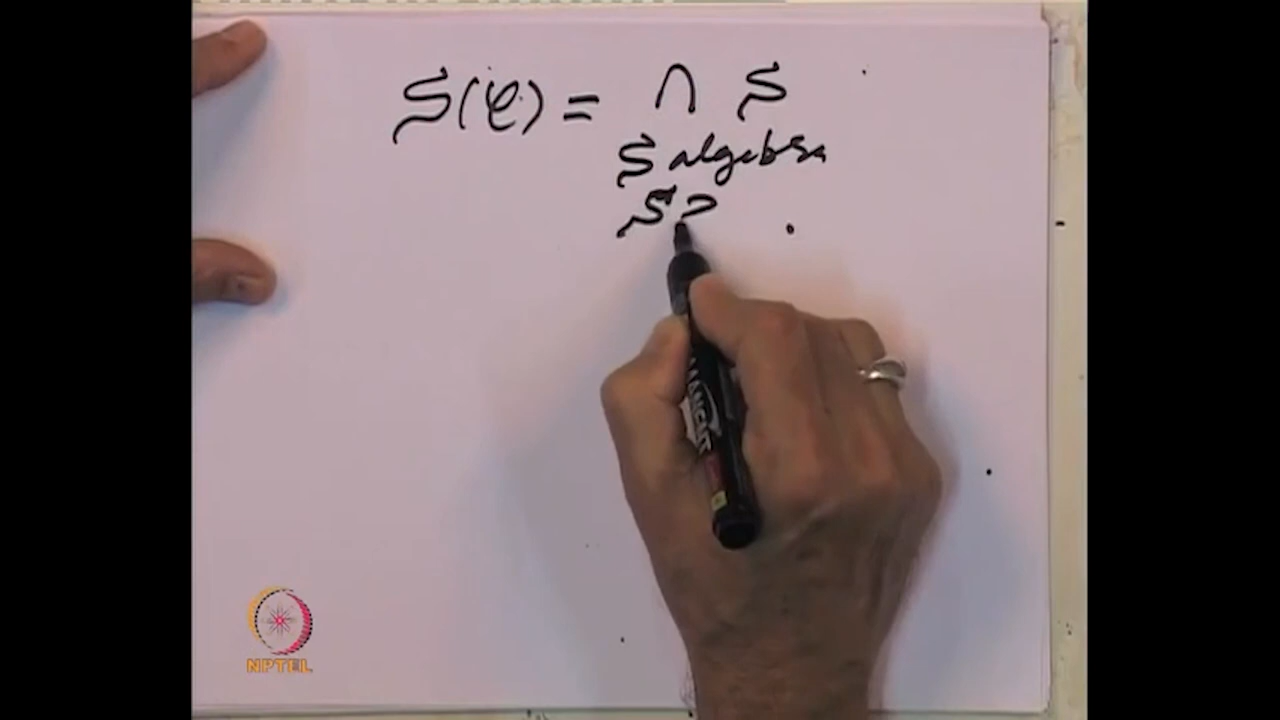 S(C) = ∩ S
S algebra
S ⊇
NPTEL